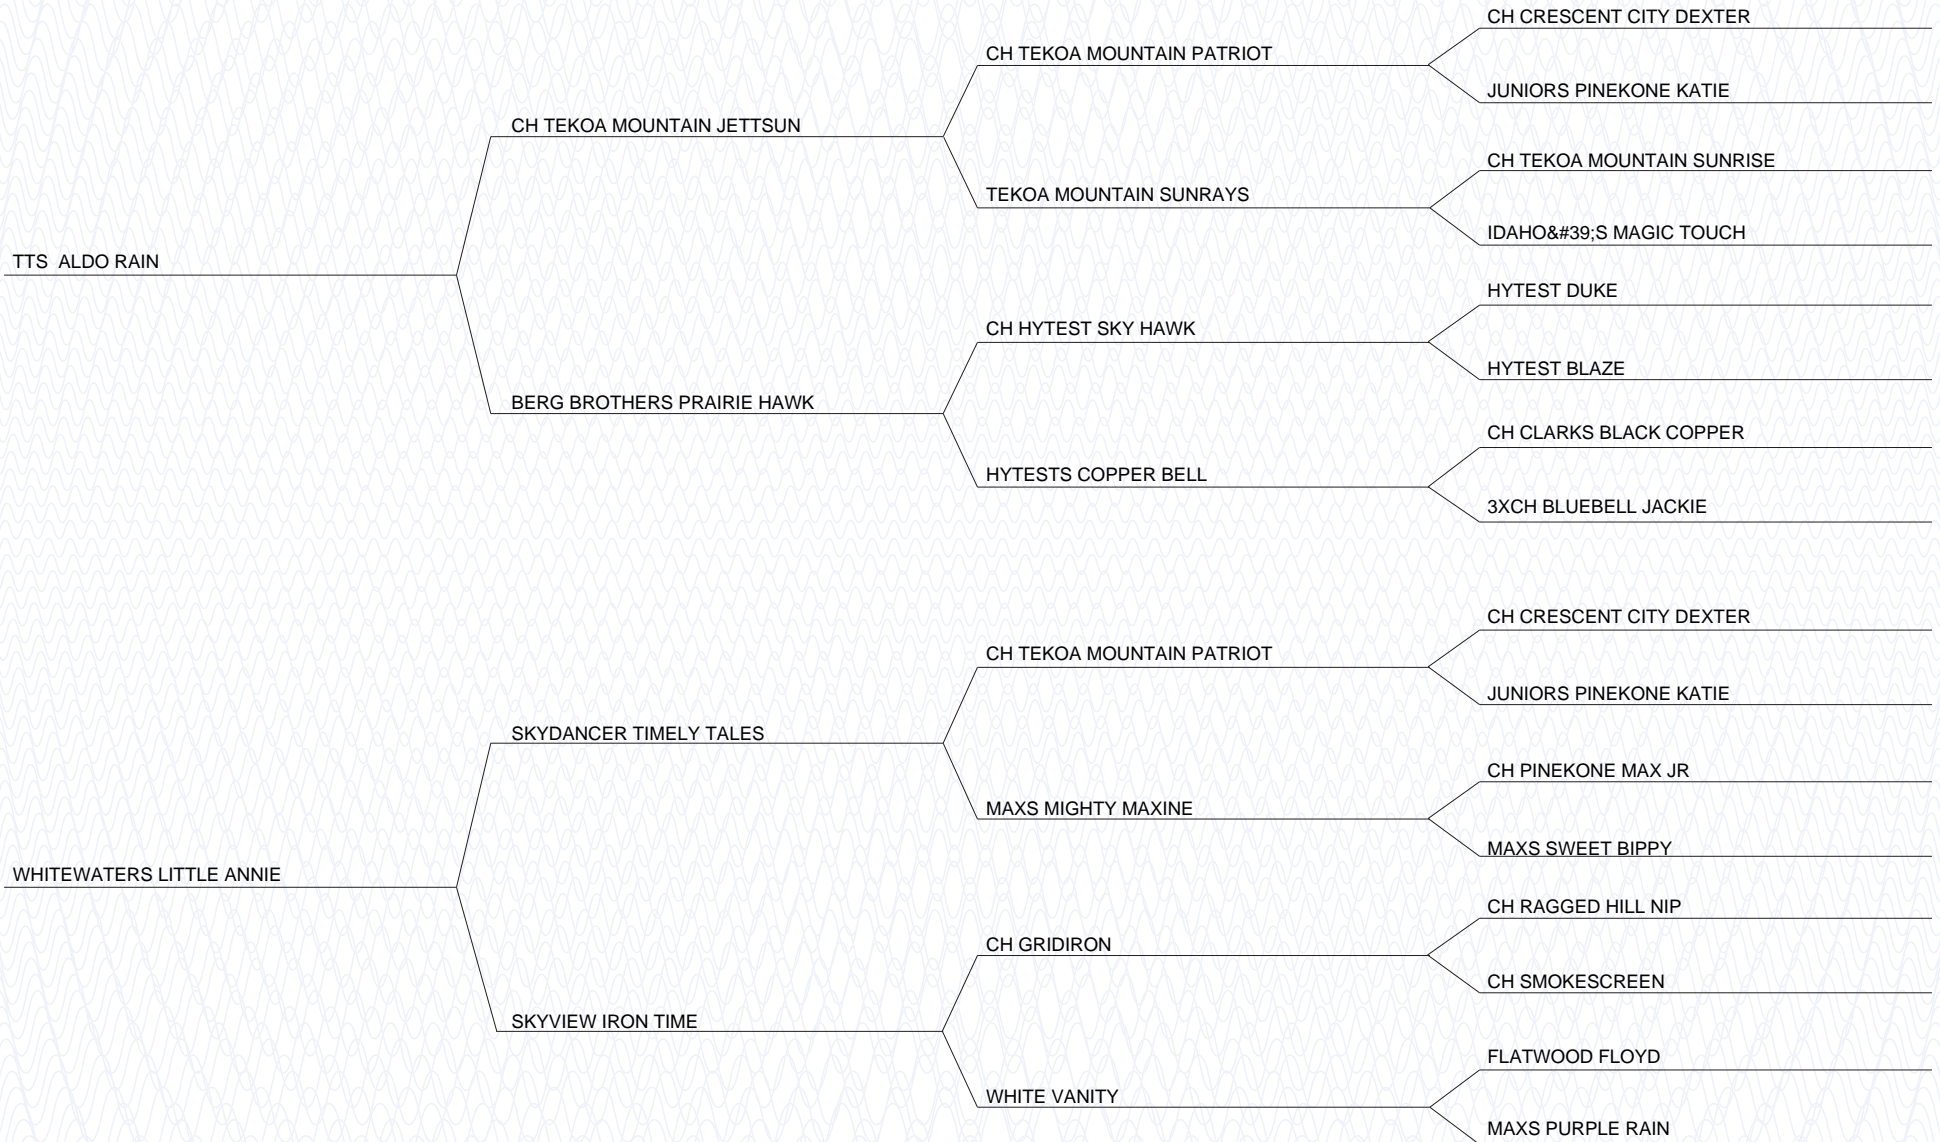 CH CRESCENT CITY DEXTER
CH TEKOA MOUNTAIN PATRIOT
JUNIORS PINEKONE KATIE
CH TEKOA MOUNTAIN JETTSUN
CH TEKOA MOUNTAIN SUNRISE
TEKOA MOUNTAIN SUNRAYS
IDAHO&#39;S MAGIC TOUCH
TTS  ALDO RAIN
HYTEST DUKE
CH HYTEST SKY HAWK
HYTEST BLAZE
BERG BROTHERS PRAIRIE HAWK
CH CLARKS BLACK COPPER
HYTESTS COPPER BELL
3XCH BLUEBELL JACKIE
CH CRESCENT CITY DEXTER
CH TEKOA MOUNTAIN PATRIOT
JUNIORS PINEKONE KATIE
SKYDANCER TIMELY TALES
CH PINEKONE MAX JR
MAXS MIGHTY MAXINE
MAXS SWEET BIPPY
WHITEWATERS LITTLE ANNIE
CH RAGGED HILL NIP
CH GRIDIRON
CH SMOKESCREEN
SKYVIEW IRON TIME
FLATWOOD FLOYD
WHITE VANITY
MAXS PURPLE RAIN